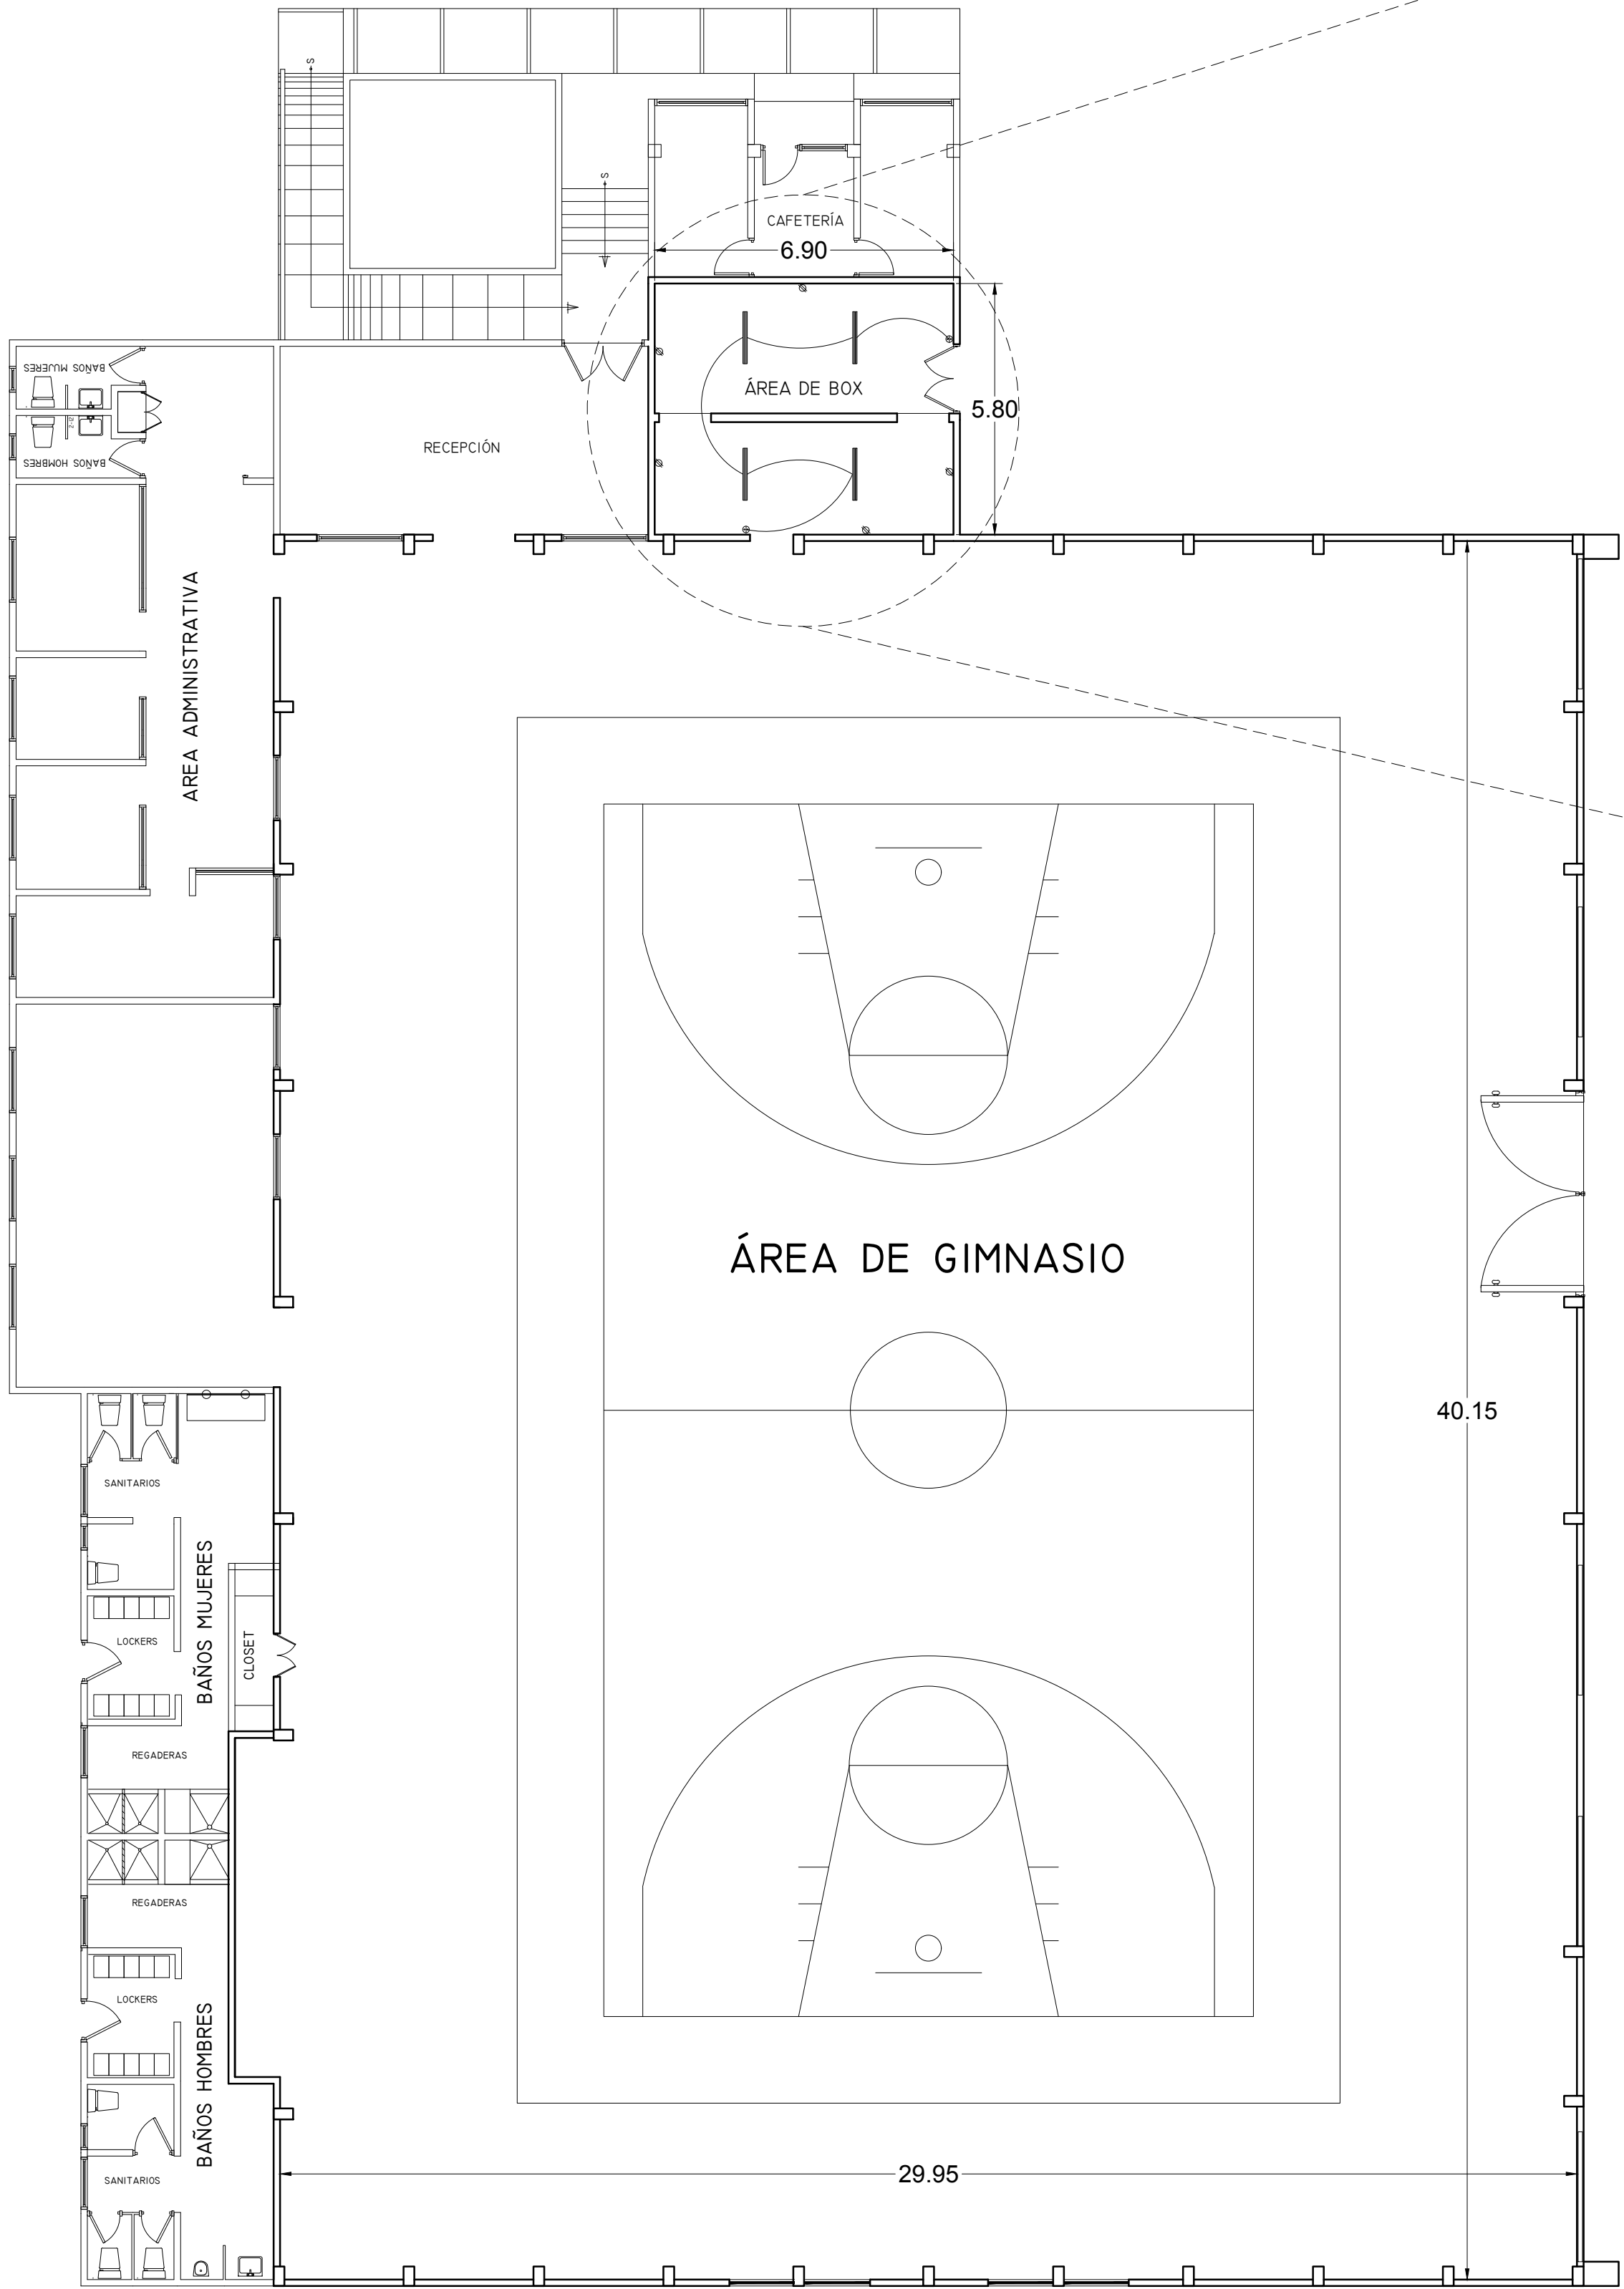 S
S
CAFETERÍA
6.90
BAÑOS MUJERES
ÁREA DE BOX
5.80
RECEPCIÓN
BAÑOS HOMBRES
AREA ADMINISTRATIVA
ÁREA DE GIMNASIO
40.15
SANITARIOS
BAÑOS MUJERES
LOCKERS
CLOSET
REGADERAS
REGADERAS
LOCKERS
BAÑOS HOMBRES
SANITARIOS
29.95